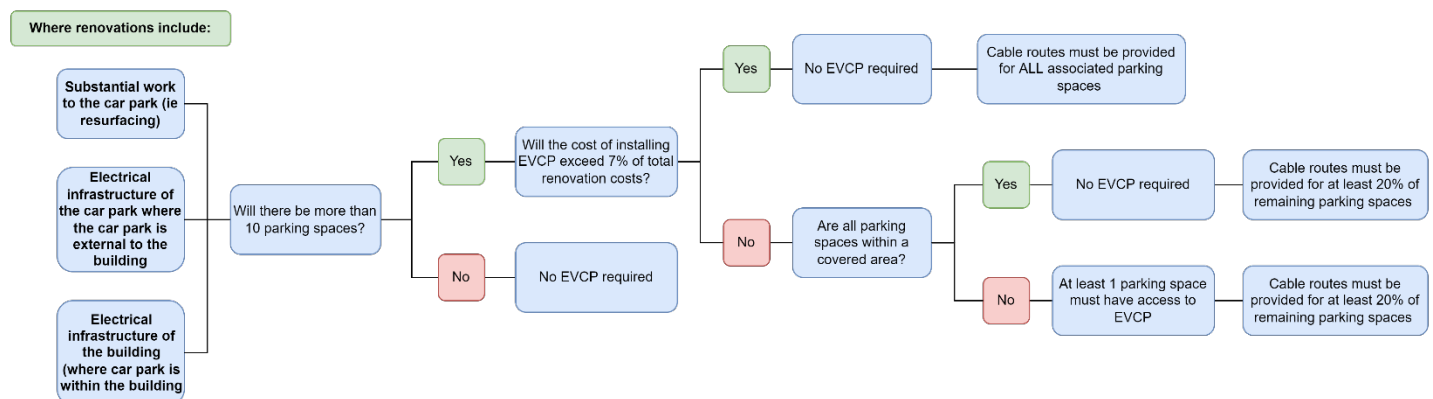 Where renovations include:
Substantial work
to the car park (ie
resurfacing)
Electrical
infrastructure of
the car park where
the car park is
external to the
building
Electrical
infrastructure of
the building
(where car park is
within the building
Will there be more than
10 parking spaces?
Yes
No
Will the cost of installing
EVCP exceed 7% of total
renovation costs?
No EVCP required
Yes
No
No EVCP required
Cable routes must be provided
for ALL associated parking
spaces
Are all parking
spaces within a
covered area?
Yes
No
No EVCP required
Cable routes must be
provided for at least 20% of
remaining parking spaces
At least 1 parking space
must have access to
EVCP
Cable routes must be
provided for at least 20% of
remaining parking spaces